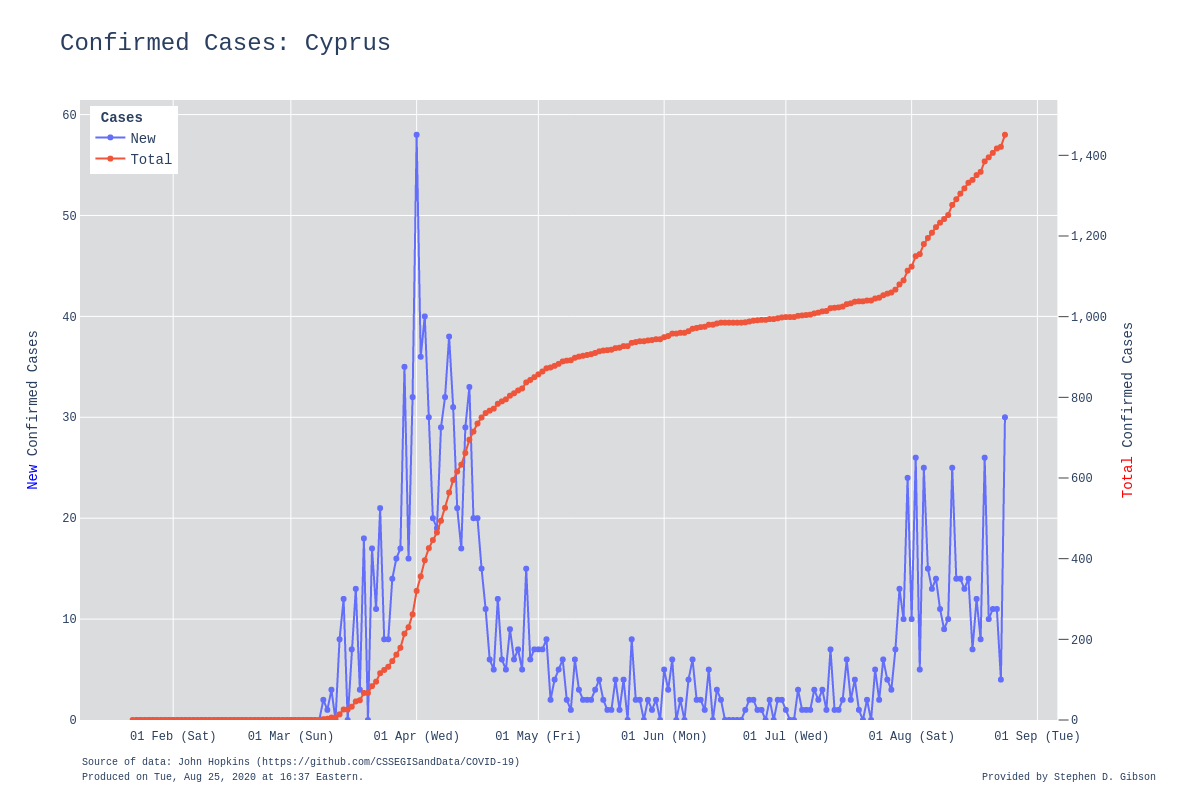 Confirmed Cases: Cyprus
Cases
New
Total
60
50
40
30
20
10
0
1,400
1,200
1,000
800
600
400
200
0
New Confirmed Cases
Total Confirmed Cases
01 Feb (Sat) 01 Mar (Sun) 01 Apr (Wed) 01 May (Fri) 01 Jun (Mon) 01 Jul (Wed) 01 Aug (Sat) 01 Sep (Tue)
Source of data: John Hopkins (https://github.com/CSSEGISandData/COVID-19)
Produced on Tue, Aug 25, 2020 at 16:37 Eastern.
Provided by Stephen D. Gibson